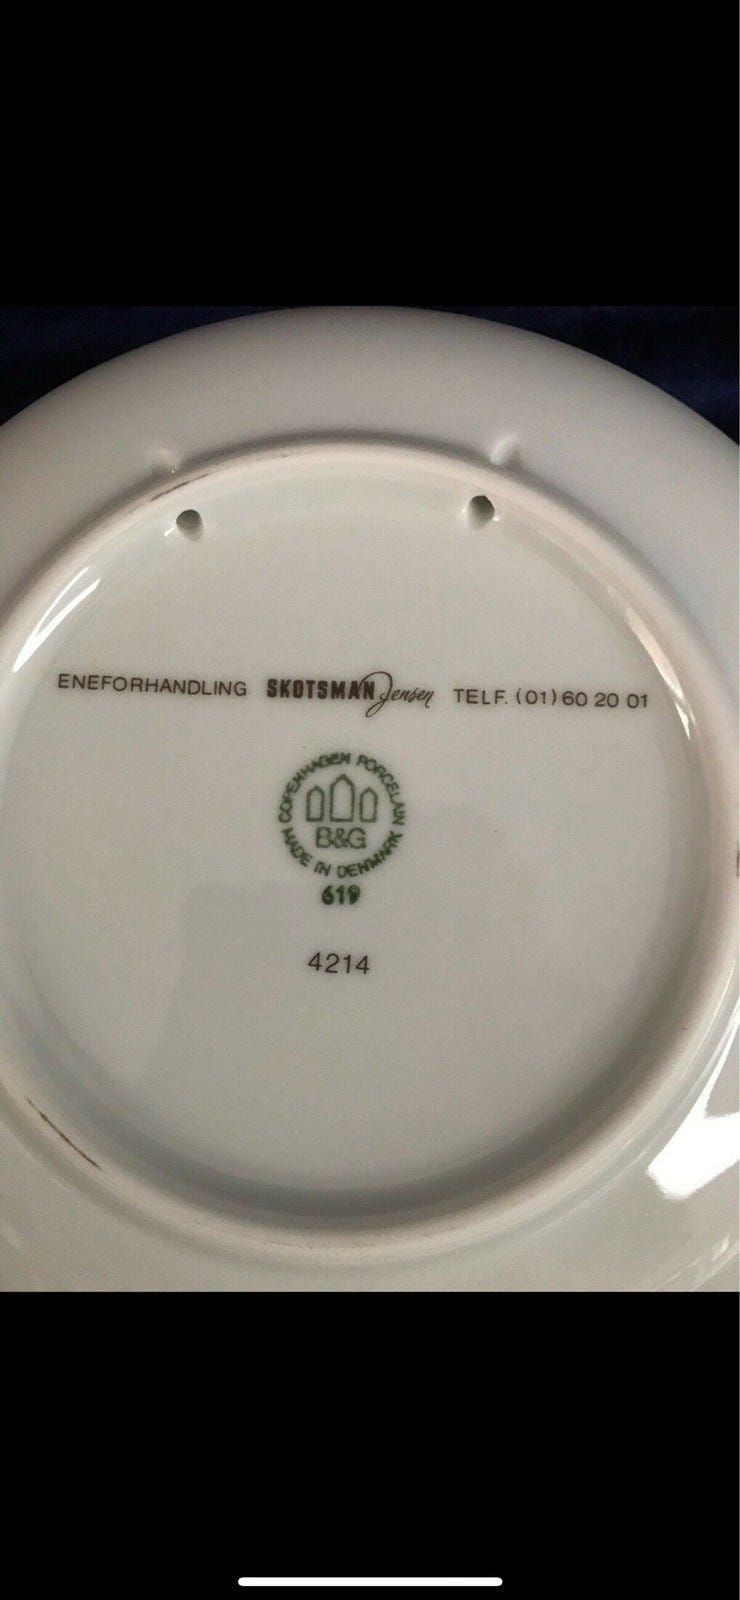 ENEFORHANDLING SKOTSMAN Jensen TELF. (01) 60 20 01
COPENHAGEN PORCELAIN
B&G
MADE IN DENMARK
619
4214